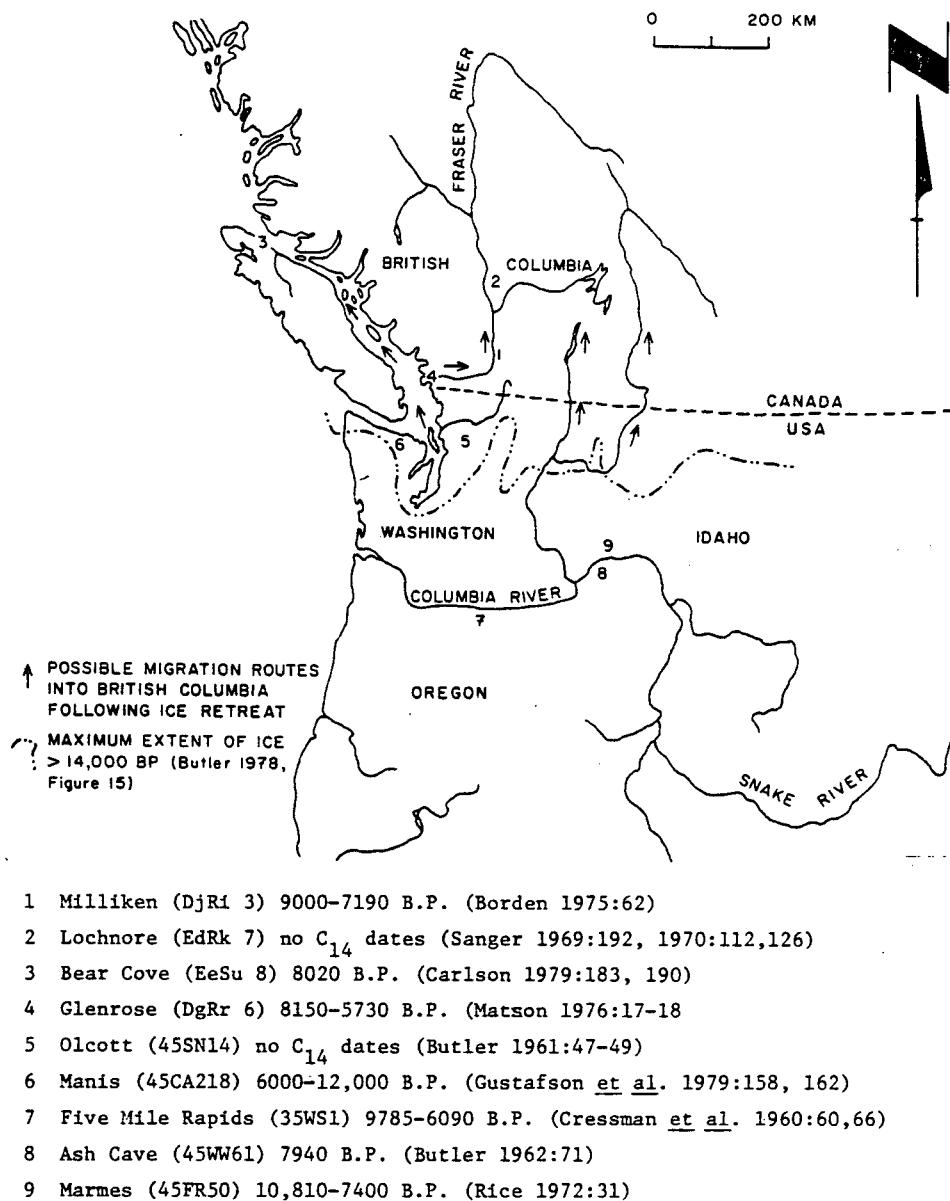 0 200 KM
FRASER RIVER
3
BRITISH COLUMBIA
2
1
4
CANADA
USA
6
5
WASHINGTON
IDAHO
9
8
COLUMBIA RIVER
7
OREGON
SNAKE RIVER
POSSIBLE MIGRATION ROUTES
INTO BRITISH COLUMBIA
FOLLOWING ICE RETREAT
MAXIMUM EXTENT OF ICE
> 14,000 BP (Butler 1978,
Figure 15)
1 Milliken (DjRi 3) 9000-7190 B.P. (Borden 1975:62)
2 Lochnore (EdRk 7) no C14 dates (Sanger 1969:192, 1970:112,126)
3 Bear Cove (EeSu 8) 8020 B.P. (Carlson 1979:183, 190)
4 Glenrose (DgRr 6) 8150-5730 B.P. (Matson 1976:17-18
5 Olcott (45SN14) no C14 dates (Butler 1961:47-49)
6 Manis (45CA218) 6000-12,000 B.P. (Gustafson et al. 1979:158, 162)
7 Five Mile Rapids (35WS1) 9785-6090 B.P. (Cressman et al. 1960:60,66)
8 Ash Cave (45WW61) 7940 B.P. (Butler 1962:71)
9 Marmes (45FR50) 10,810-7400 B.P. (Rice 1972:31)